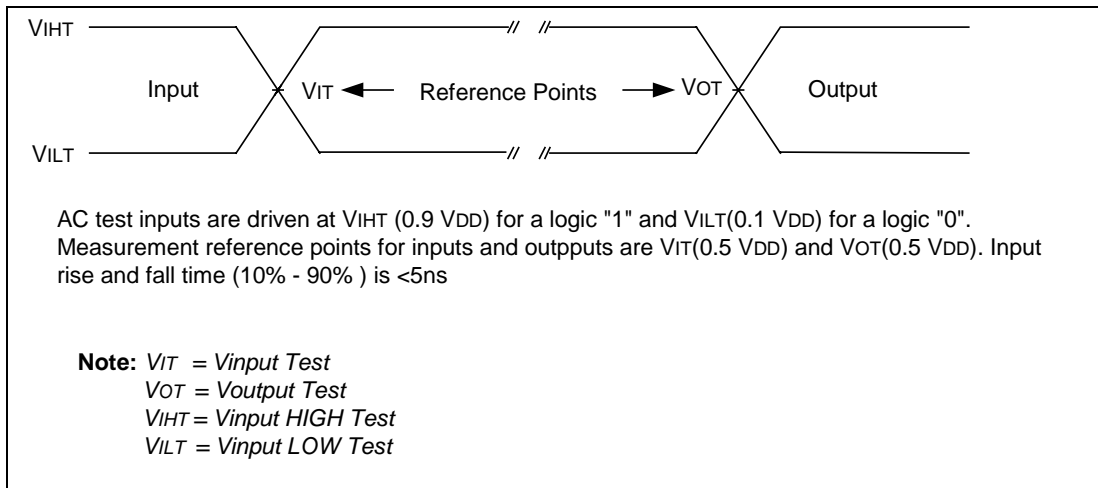 VIHT
Input VIT Reference Points VOT Output
VILT
AC test inputs are driven at VIHT (0.9 VDD) for a logic "1" and VILT(0.1 VDD) for a logic "0".
Measurement reference points for inputs and outpputs are VIT(0.5 VDD) and VOT(0.5 VDD). Input
rise and fall time (10% - 90% ) is <5ns
Note: VIT = Vinput Test
VOT = Voutput Test
VIHT = Vinput HIGH Test
VILT = Vinput LOW Test